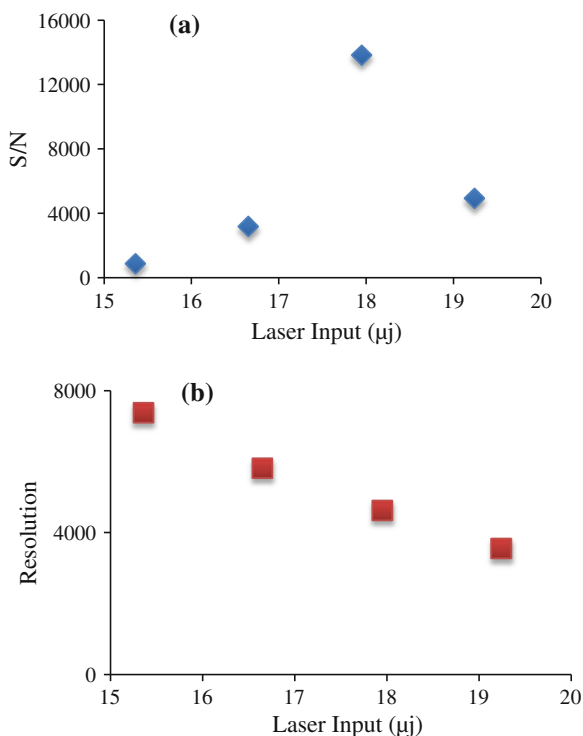 (a)
16000
12000
8000
4000
0
S/N
15 16 17 18 19 20
Laser Input (µj)
(b)
8000
4000
0
Resolution
15 16 17 18 19 20
Laser Input (µj)